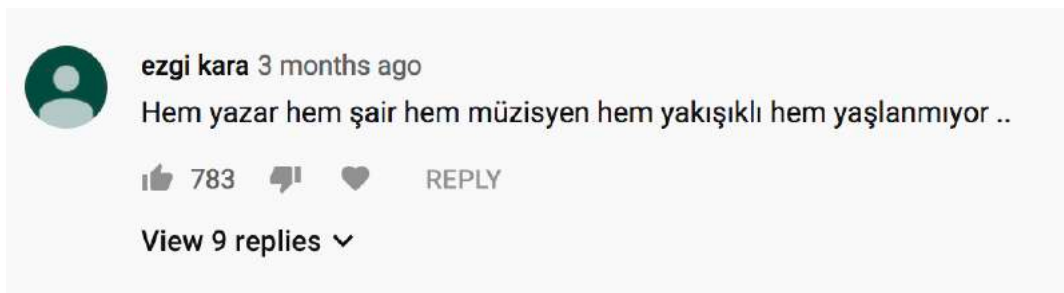 ezgi kara 3 months ago
Hem yazar hem şair hem müzisyen hem yakışıklı hem yaşlanmıyor ..
783 REPLY
View 9 replies